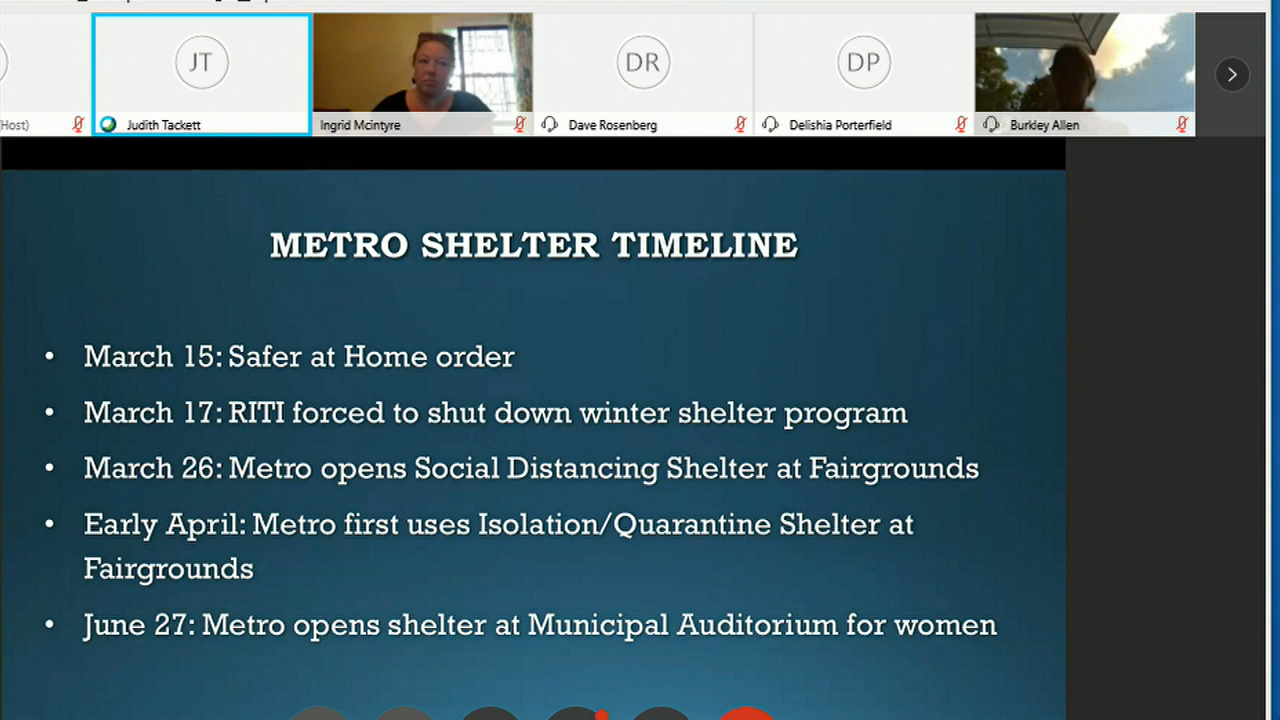 Host)
JT
Judith Tackett
Ingrid Mcintyre
DR
Dave Rosenberg
DP
Delishia Porterfield
Burkley Allen
METRO SHELTER TIMELINE
• March 15: Safer at Home order
• March 17: RITI forced to shut down winter shelter program
• March 26: Metro opens Social Distancing Shelter at Fairgrounds
• Early April: Metro first uses Isolation/Quarantine Shelter at
Fairgrounds
• June 27: Metro opens shelter at Municipal Auditorium for women